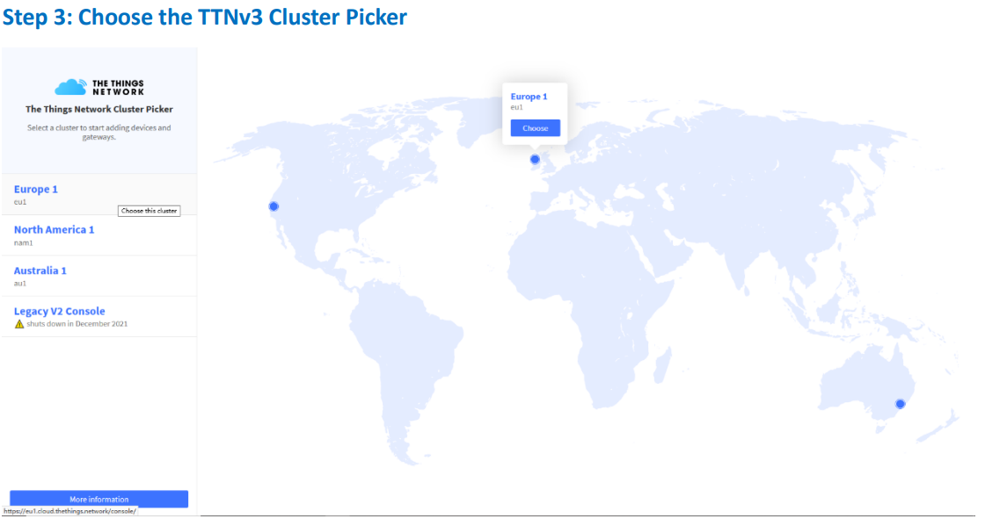 Step 3: Choose the TTNv3 Cluster Picker
THE THINGS
NETWORK
The Things Network Cluster Picker
Select a cluster to start adding devices and
gateways.
Europe 1
eu1
Choose this cluster
North America 1
nam1
Australia 1
au1
Legacy V2 Console
shuts down in December 2021
More information
https://eu1.cloud.thethings.network/console/
Europe 1
eu1
Choose